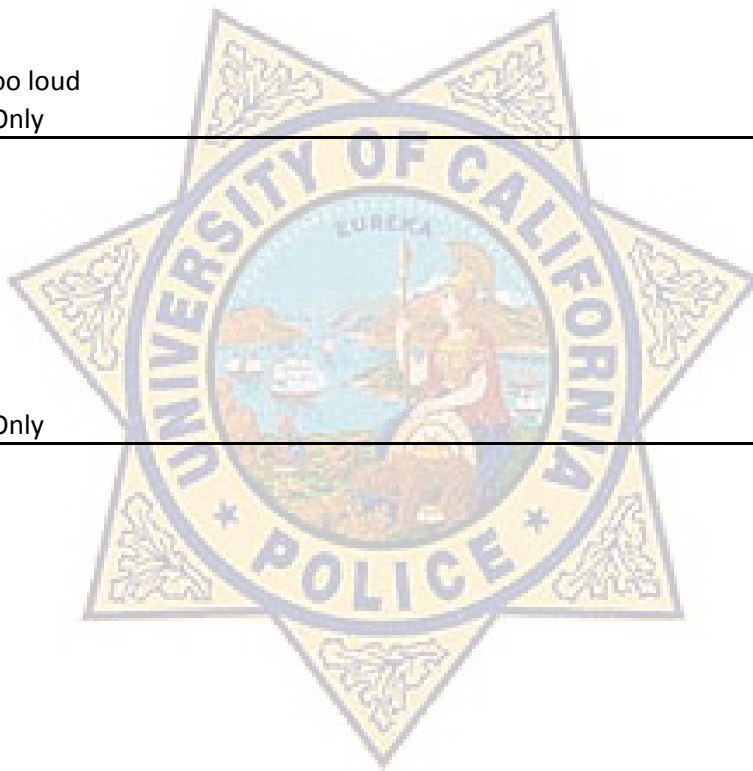 oo loud
Only
UNIVERSITY OF CALIFORNIA
EUREKA
Only
POLICE